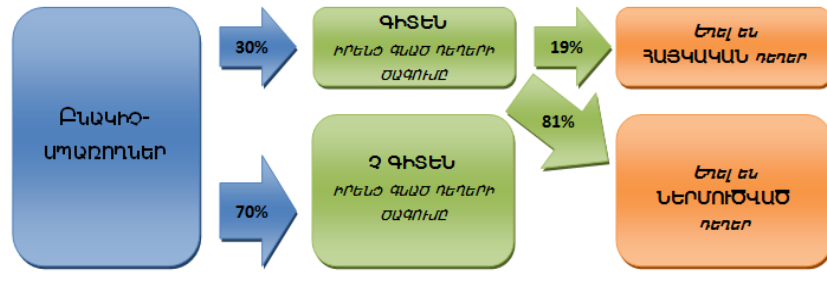 Բնակիչ-
սպառողներ
30%
70%
ԳԻՏԵՆ
ԻՐԵՆՑ ԳՆԱԾ ԴԵՂԵՐԻ
ԾԱԳՈՒՄԸ
Չ ԳԻՏԵՆ
ԻՐԵՆՑ ԳՆԱԾ ԴԵՂԵՐԻ
ԾԱԳՈՒՄԸ
19%
81%
Եղել են
ՀԱՅԿԱԿԱՆ դեղեր
Եղել են
ՆԵՐՄՈՒԾՎԱԾ
դեղեր